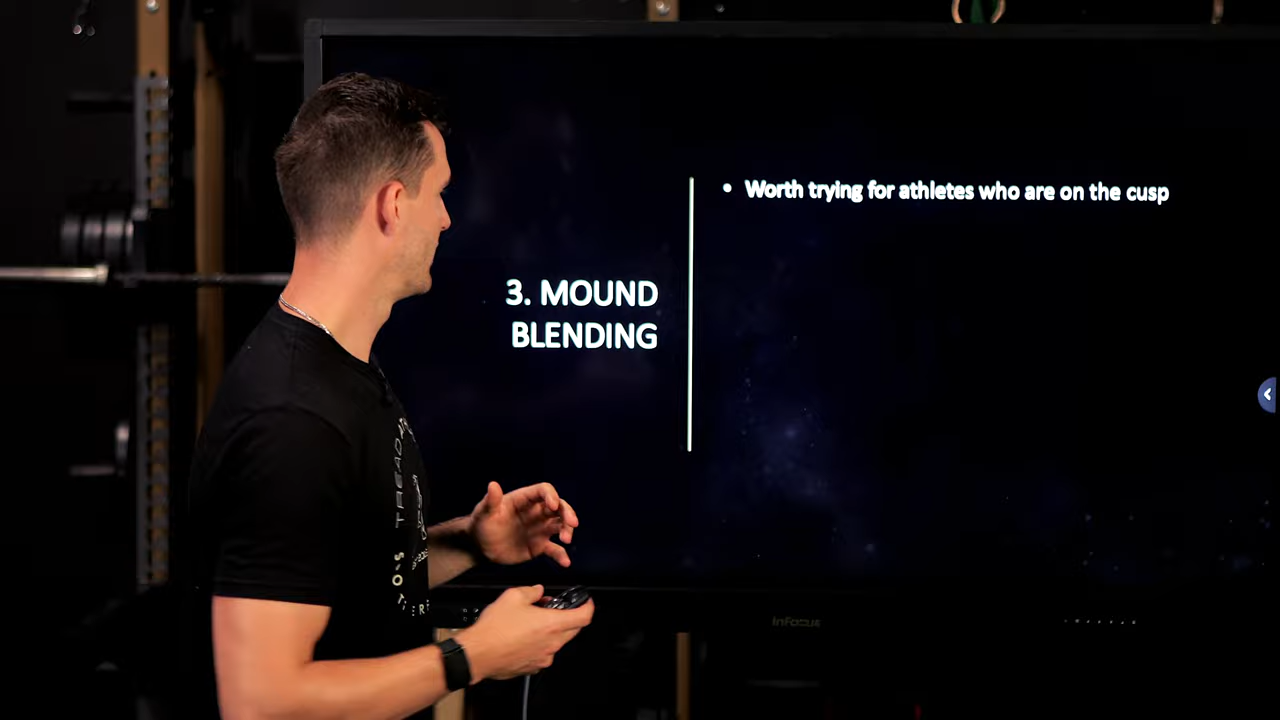 3. MOUND
BLENDING
• Worth trying for athletes who are on the cusp
InFocus